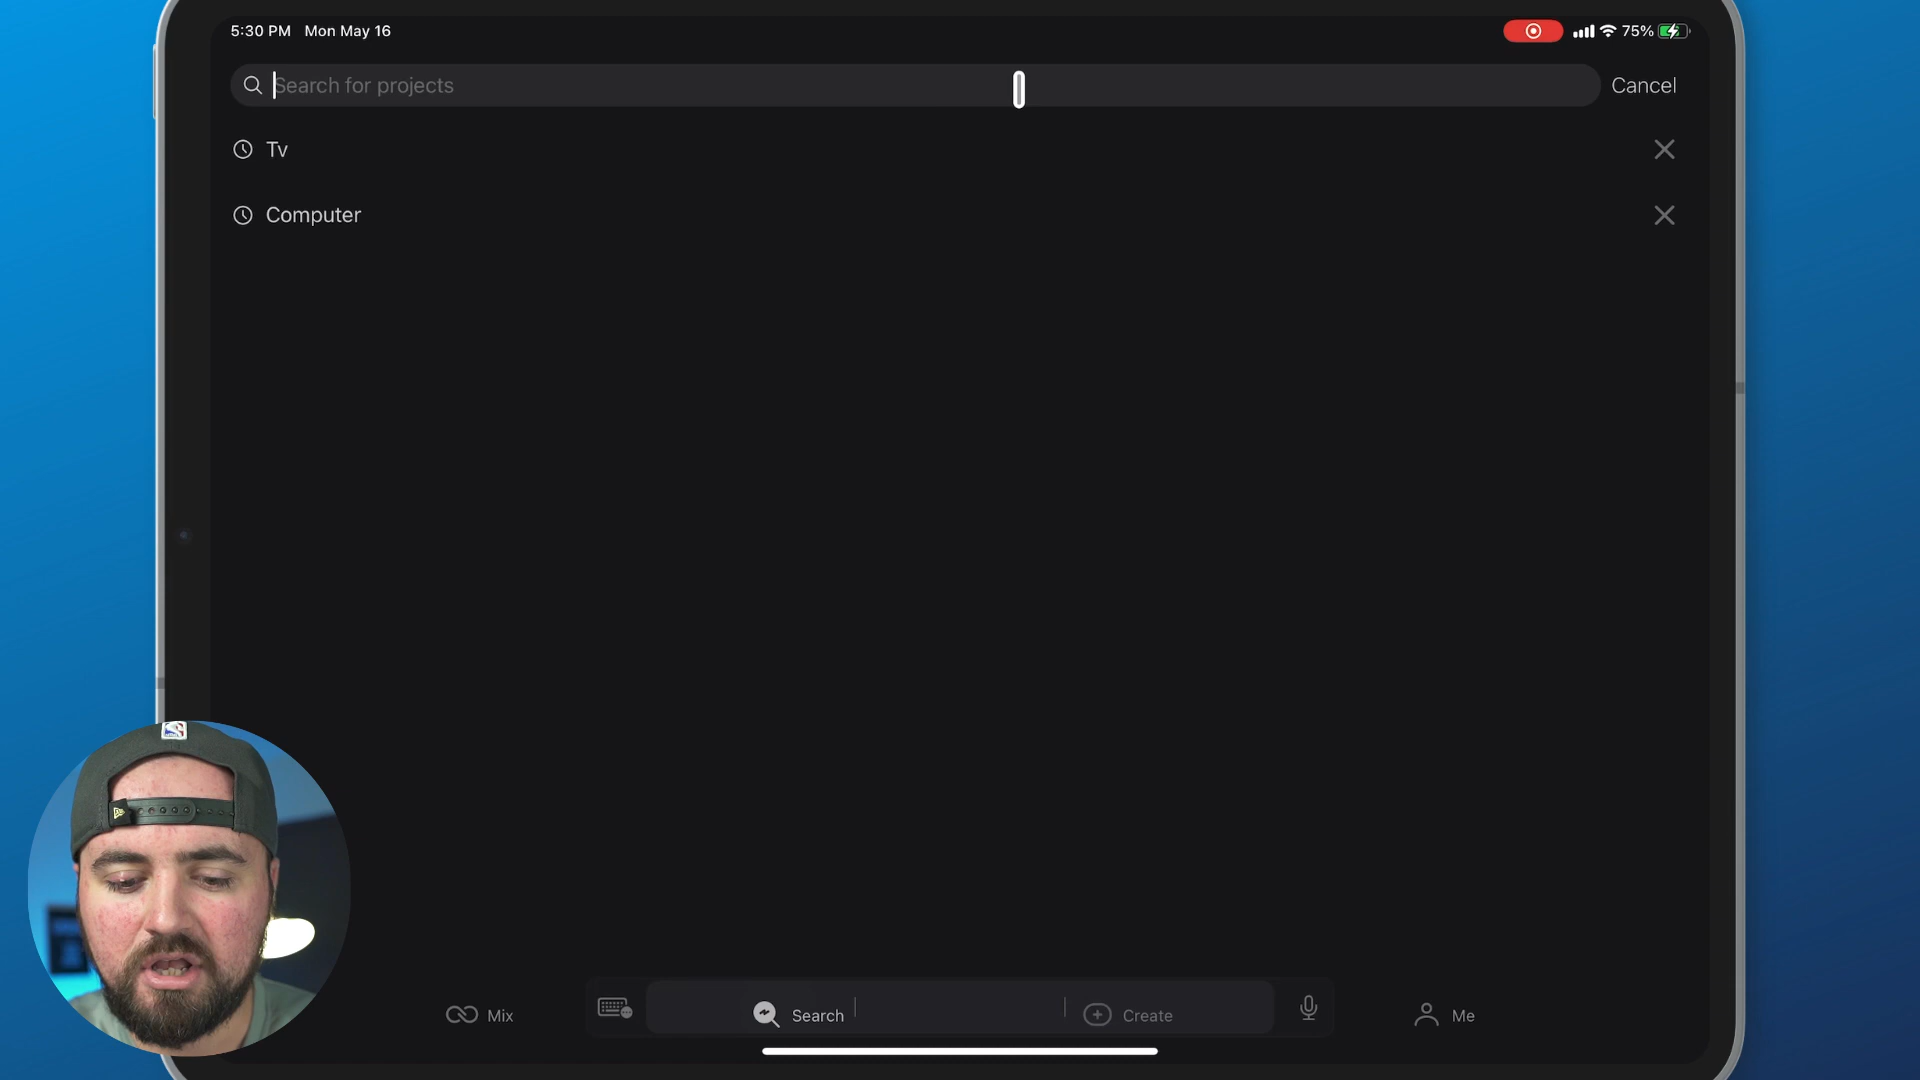 5:30 PM Mon May 16
75%
Search for projects
Cancel
Tv
Computer
Mix
Search
Create
Me